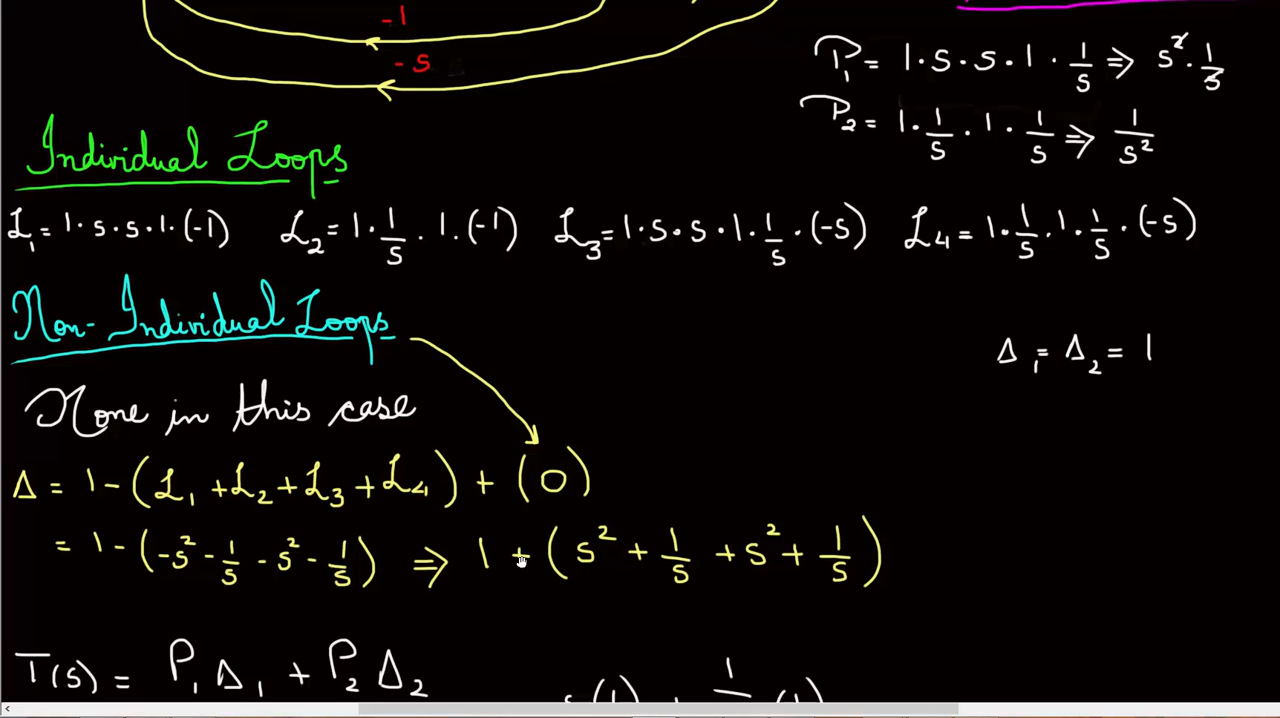 -1
-s
P₁ = 1·s·s·1·1/s ⇒ s²·1/s
P₂ = 1·1/s·1·1/s ⇒ 1/s²
Individual Loops
L₁ = 1·s·s·1·(-1) L₂ = 1·1/s·1·(-1) L₃ = 1·s·s·1·1/s·(-s) L₄ = 1·1/s·1·1/s·(-s)
Non-Individual Loops
Δ₁ = Δ₂ = 1
None in this case
Δ = 1-(L₁+L₂+L₃+L₄) + (0)
= 1-(-s²-1/s-s²-1/s) ⇒ 1+(s²+1/s+s²+1/s)
T(s) = P₁Δ₁ + P₂Δ₂